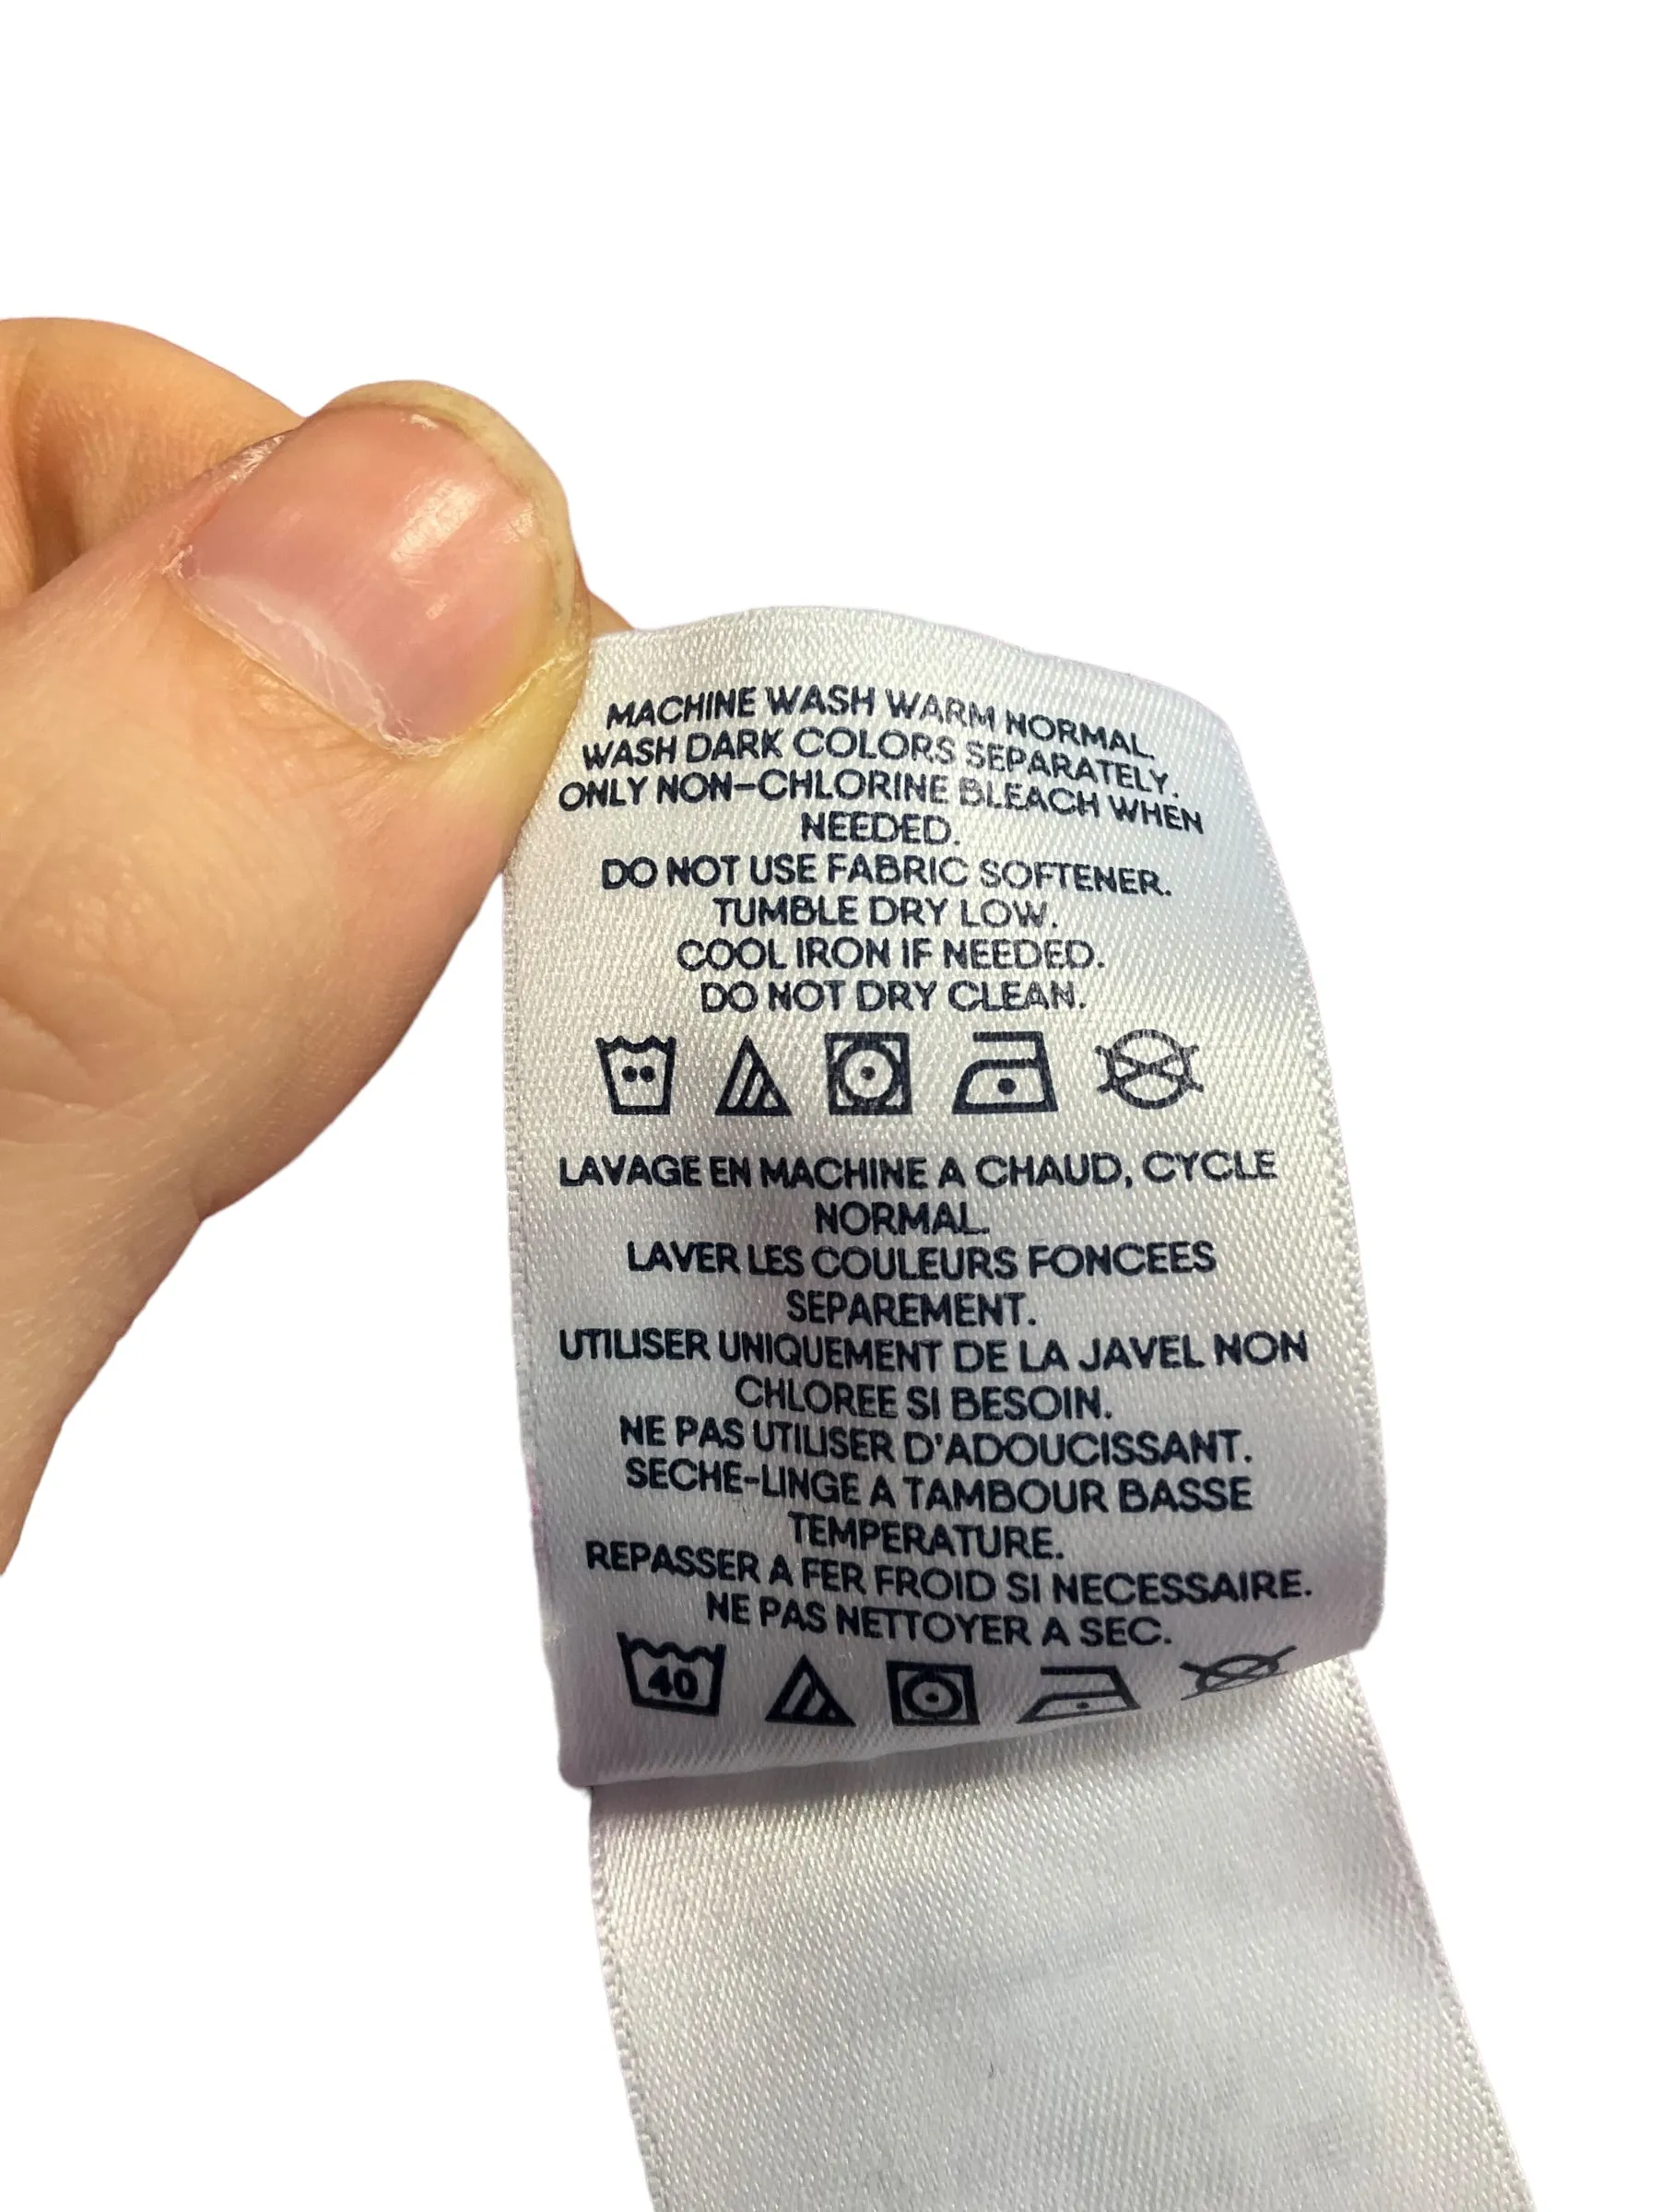 MACHINE WASH WARM NORMAL.
WASH DARK COLORS SEPARATELY.
ONLY NON-CHLORINE BLEACH WHEN
NEEDED.
DO NOT USE FABRIC SOFTENER.
TUMBLE DRY LOW.
COOL IRON IF NEEDED.
DO NOT DRY CLEAN.
LAVAGE EN MACHINE A CHAUD, CYCLE
NORMAL.
LAVER LES COULEURS FONCEES
SEPAREMENT.
UTILISER UNIQUEMENT DE LA JAVEL NON
CHLOREE SI BESOIN.
NE PAS UTILISER D'ADOUCISSANT.
SECHE-LINGE A TAMBOUR BASSE
TEMPERATURE.
REPASSER A FER FROID SI NECESSAIRE.
NE PAS NETTOYER A SEC.
40